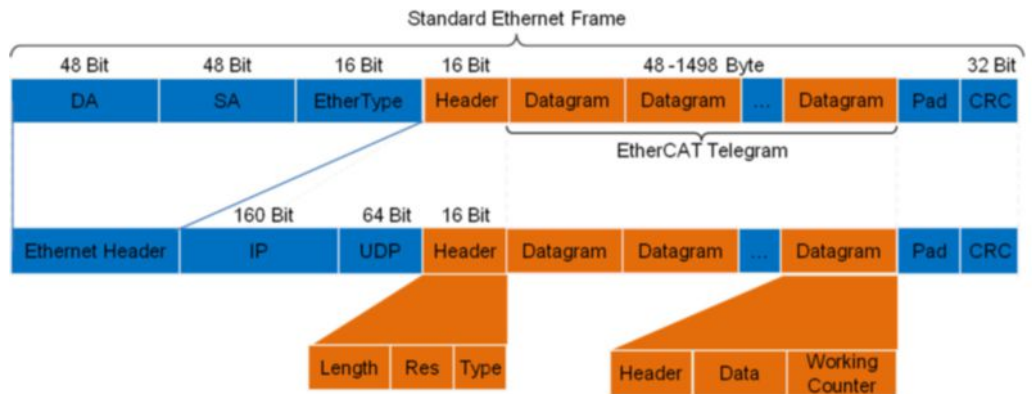 Standard Ethernet Frame
48 Bit 48 Bit 16 Bit 16 Bit 48 -1498 Byte 32 Bit
DA SA EtherType Header Datagram Datagram ... Datagram Pad CRC
EtherCAT Telegram
160 Bit 64 Bit 16 Bit
Ethernet Header IP UDP Header Datagram Datagram ... Datagram Pad CRC
Length Res Type
Header Data Working
Counter